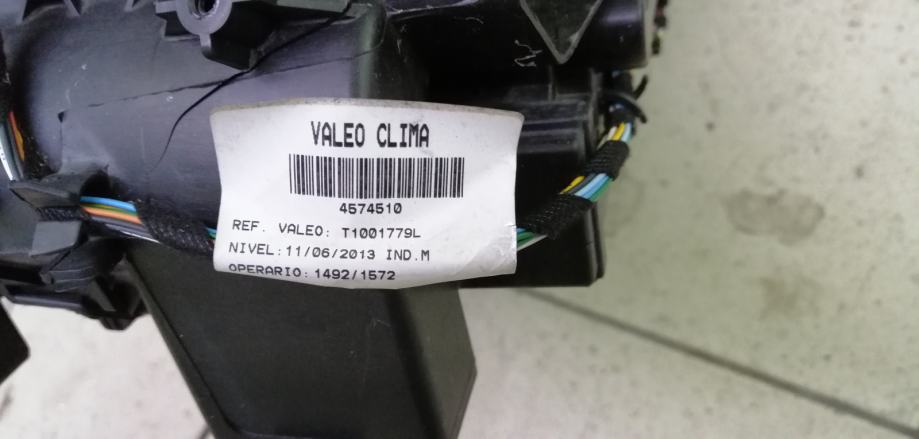 VALEO CLIMA
4574510
REF. VALEO: T1001779L
NIVEL:11/06/2013 IND.M
OPERARIO:1492/1572